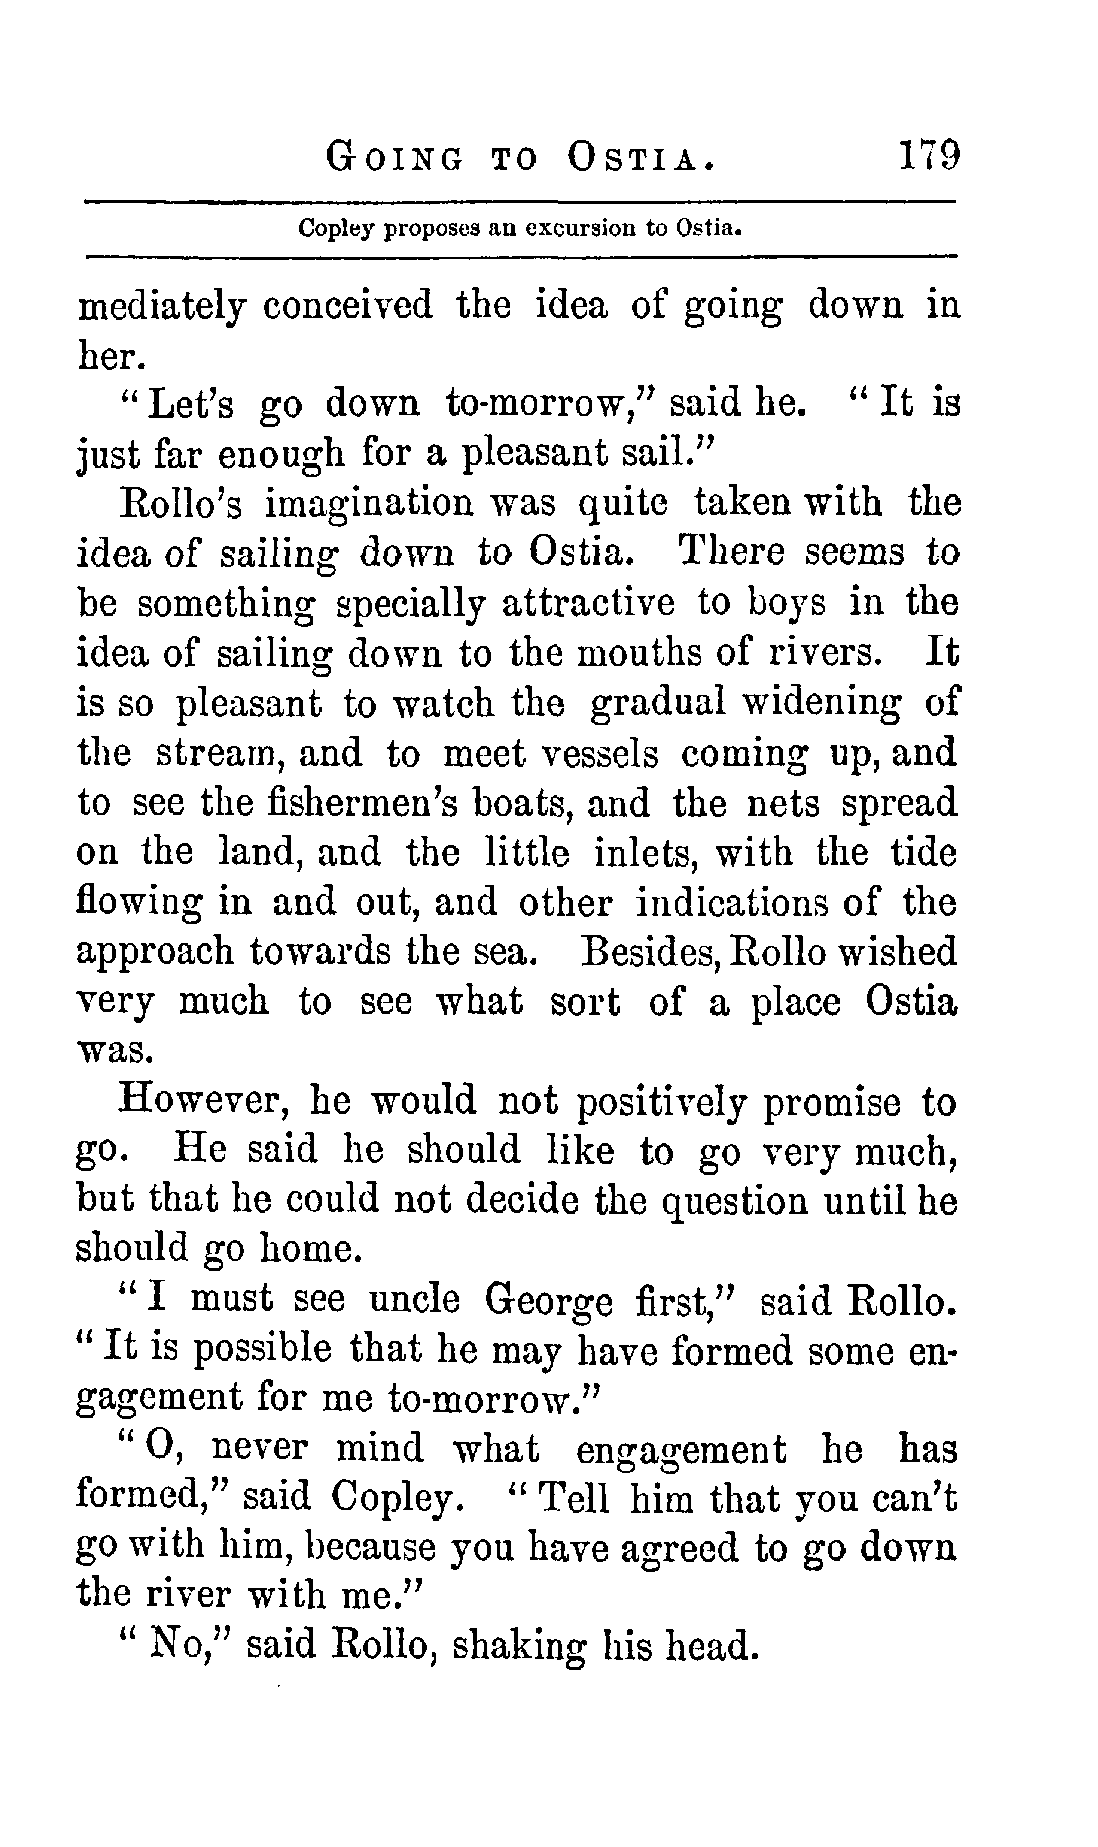 GOING TO OSTIA. 179
Copley proposes an excursion to Ostia.
mediately conceived the idea of going down in
her.
"Let's go down to-morrow," said he. "It is
just far enough for a pleasant sail."
Rollo's imagination was quite taken with the
idea of sailing down to Ostia. There seems to
be something specially attractive to boys in the
idea of sailing down to the mouths of rivers. It
is so pleasant to watch the gradual widening of
the stream, and to meet vessels coming up, and
to see the fishermen's boats, and the nets spread
on the land, and the little inlets, with the tide
flowing in and out, and other indications of the
approach towards the sea. Besides, Rollo wished
very much to see what sort of a place Ostia
was.
However, he would not positively promise to
go. He said he should like to go very much,
but that he could not decide the question until he
should go home.
"I must see uncle George first," said Rollo.
"It is possible that he may have formed some en-
gagement for me to-morrow."
"O, never mind what engagement he has
formed," said Copley. "Tell him that you can't
go with him, because you have agreed to go down
the river with me."
"No," said Rollo, shaking his head.